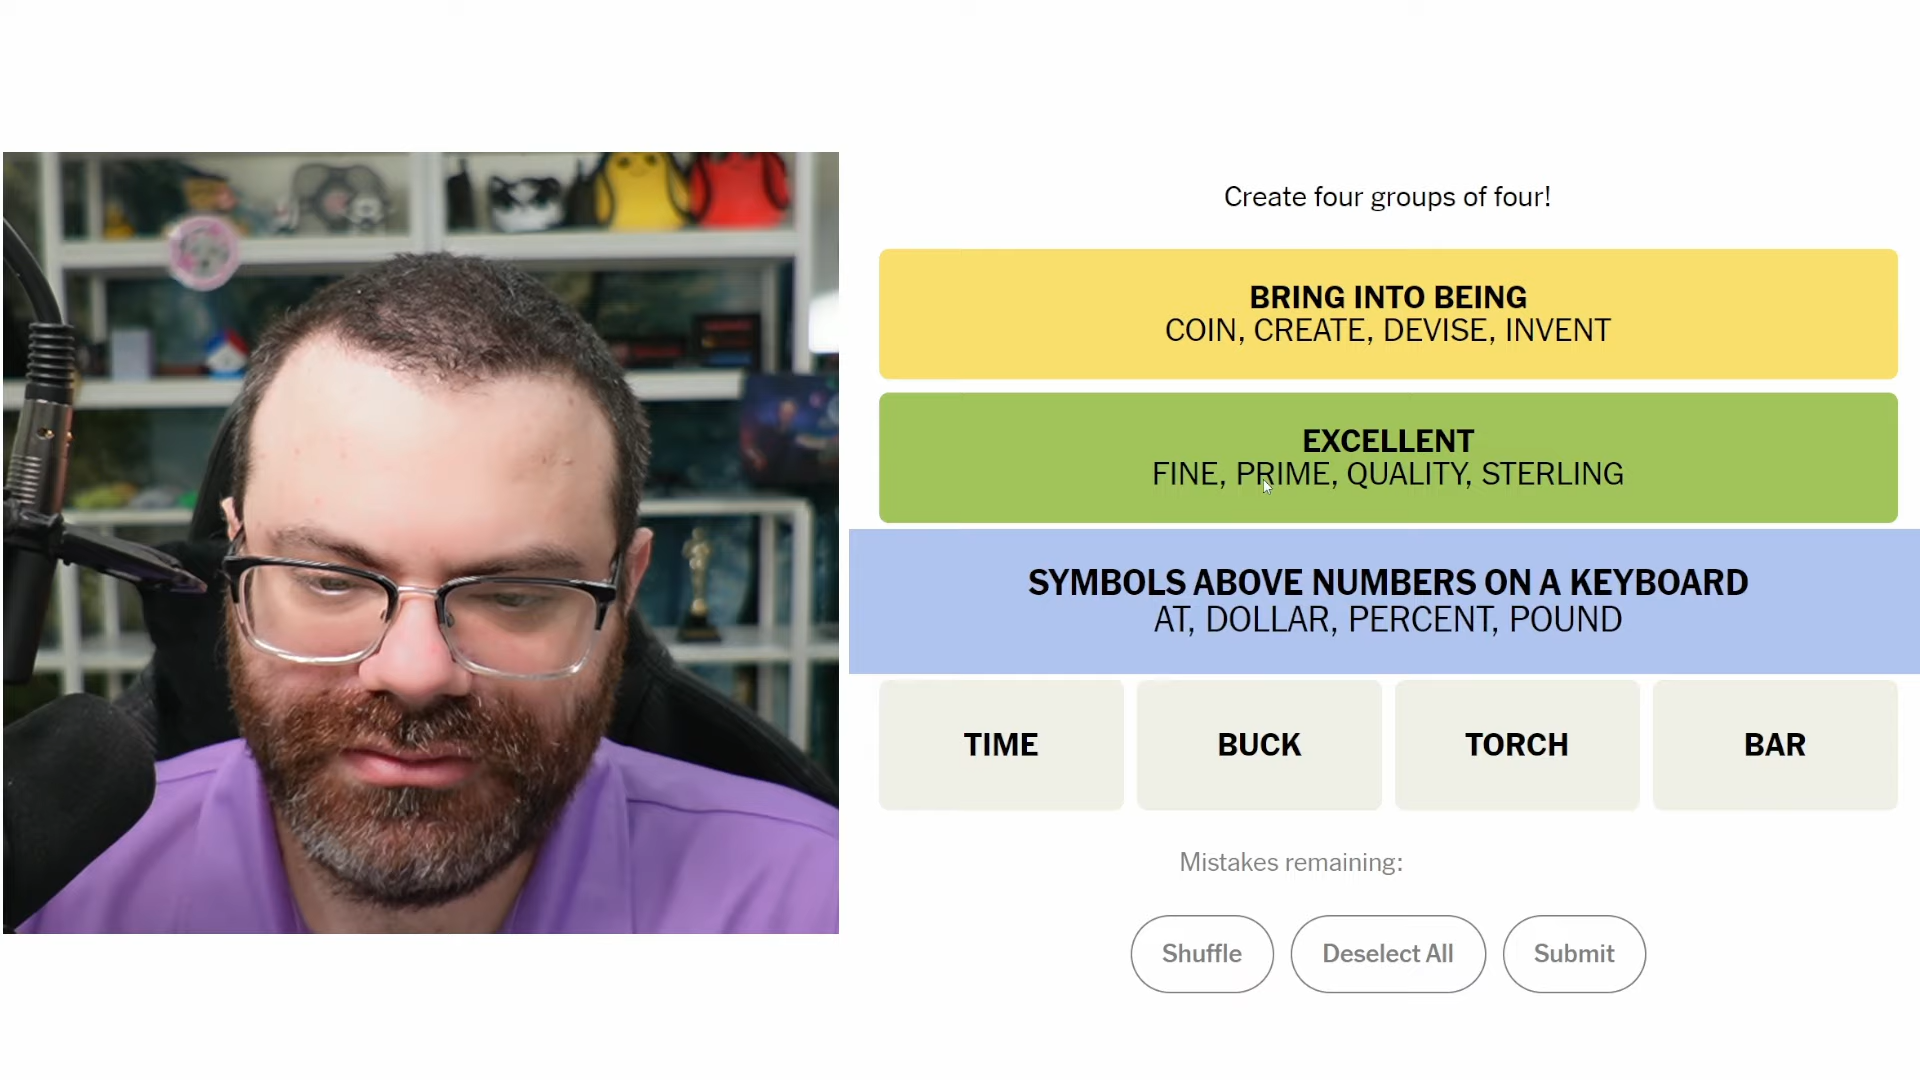 Create four groups of four!
BRING INTO BEING
COIN, CREATE, DEVISE, INVENT
EXCELLENT
FINE, PRIME, QUALITY, STERLING
SYMBOLS ABOVE NUMBERS ON A KEYBOARD
AT, DOLLAR, PERCENT, POUND
TIME BUCK TORCH BAR
Mistakes remaining:
Shuffle Deselect All Submit